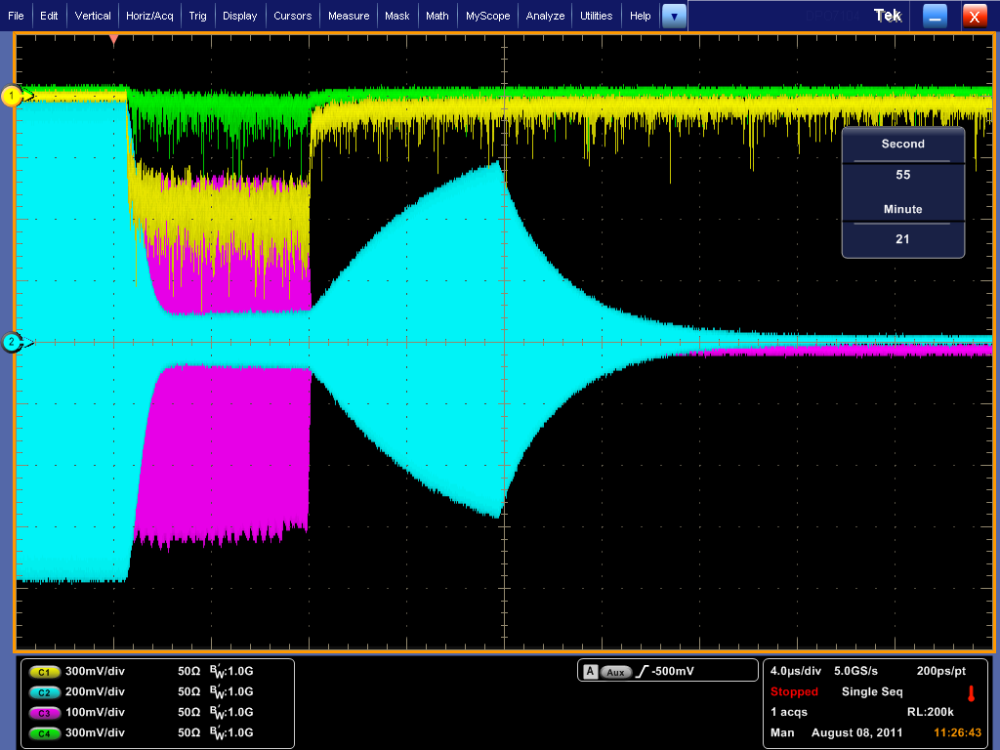 File Edit Vertical Horiz/Acq Trig Display Cursors Measure Mask Math MyScope Analyze Utilities Help Tek X
1
Second
55
Minute
21
2
C1 300mV/div 50Ω BW:1.0G
C2 200mV/div 50Ω BW:1.0G
C3 100mV/div 50Ω BW:1.0G
C4 300mV/div 50Ω BW:1.0G
A Aux -500mV
4.0µs/div 5.0GS/s 200ps/pt
Stopped Single Seq
1 acqs RL:200k
Man August 08, 2011 11:26:43